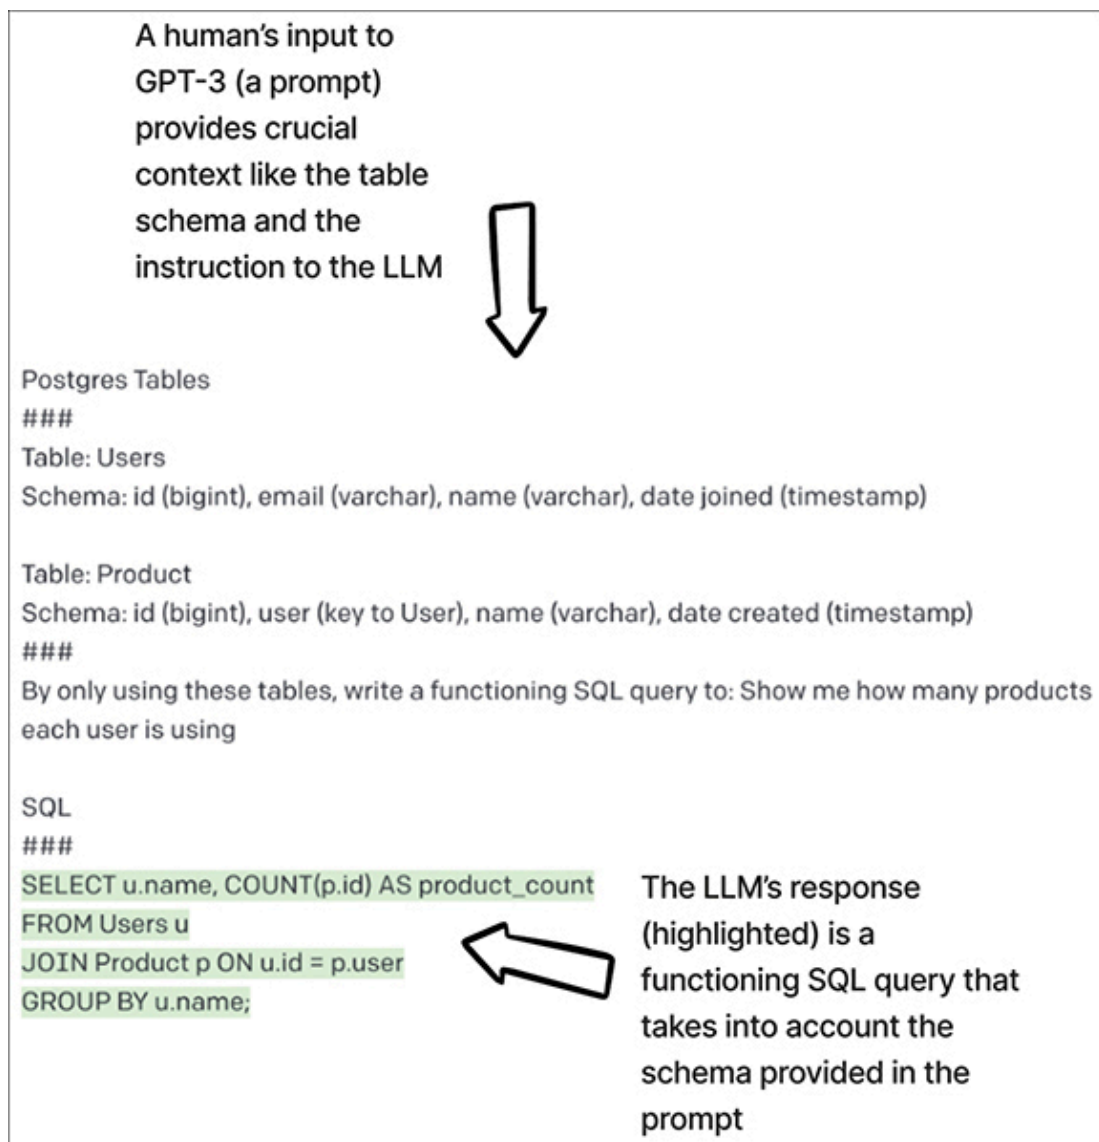 A human’s input to
GPT-3 (a prompt)
provides crucial
context like the table
schema and the
instruction to the LLM
Postgres Tables
###
Table: Users
Schema: id (bigint), email (varchar), name (varchar), date joined (timestamp)
Table: Product
Schema: id (bigint), user (key to User), name (varchar), date created (timestamp)
###
By only using these tables, write a functioning SQL query to: Show me how many products
each user is using
SQL
###
SELECT u.name, COUNT(p.id) AS product_count
FROM Users u
JOIN Product p ON u.id = p.user
GROUP BY u.name;
The LLM’s response
(highlighted) is a
functioning SQL query that
takes into account the
schema provided in the
prompt